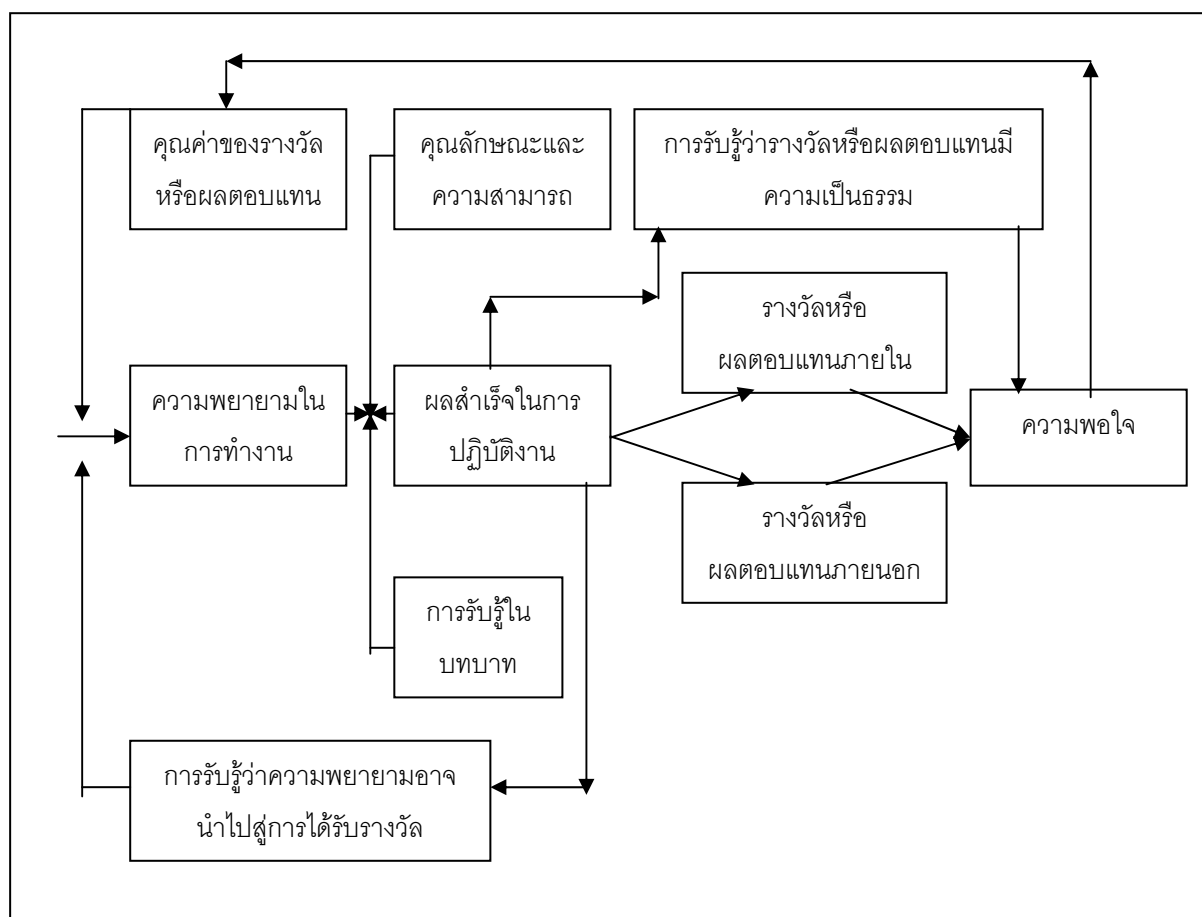 คุณค่าของรางวัล
หรือผลตอบแทน
คุณลักษณะและ
ความสามารถ
การรับรู้ว่ารางวัลหรือผลตอบแทนมี
ความเป็นธรรม
รางวัลหรือ
ผลตอบแทนภายใน
ความพยายามใน
การทำงาน
ผลสำเร็จในการ
ปฏิบัติงาน
ความพอใจ
รางวัลหรือ
ผลตอบแทนภายนอก
การรับรู้ใน
บทบาท
การรับรู้ว่าความพยายามอาจ
นำไปสู่การได้รับรางวัล